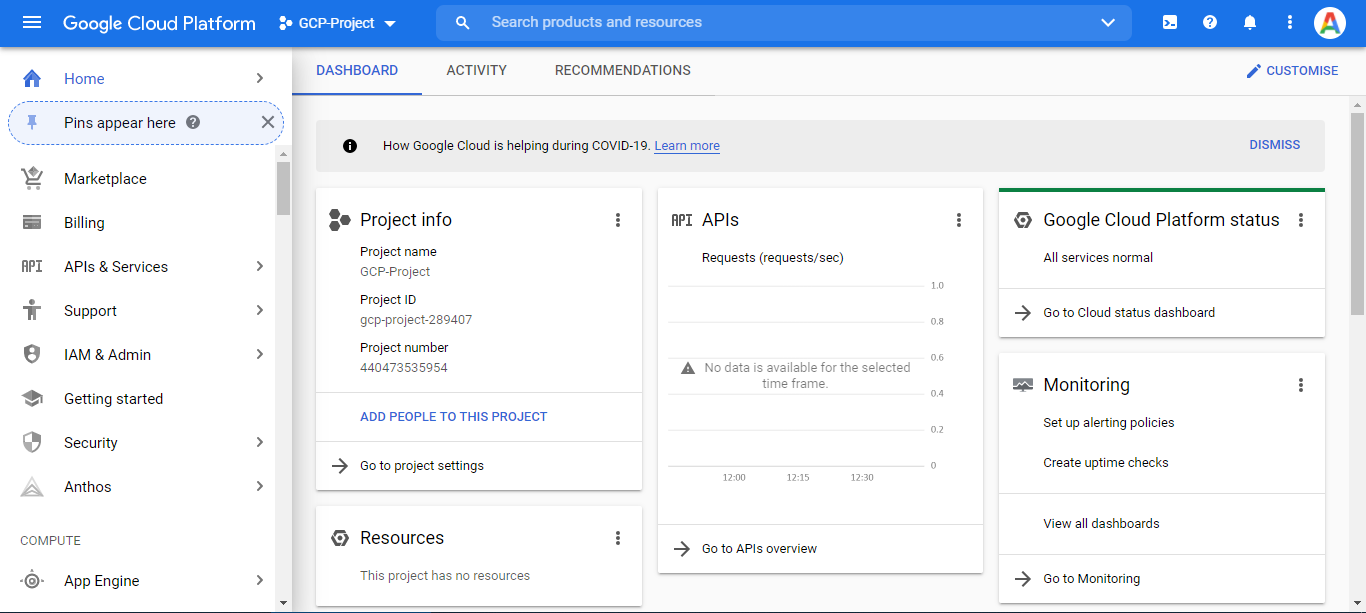 Google Cloud Platform
GCP-Project
Search products and resources
Home
Pins appear here
Marketplace
Billing
API
APIs & Services
Support
IAM & Admin
Getting started
Security
Anthos
COMPUTE
App Engine
DASHBOARD
ACTIVITY
RECOMMENDATIONS
CUSTOMISE
How Google Cloud is helping during COVID-19. Learn more
DISMISS
Project info
Project name
GCP-Project
Project ID
gcp-project-289407
Project number
440473535954
ADD PEOPLE TO THIS PROJECT
Go to project settings
Resources
This project has no resources
API
APIs
Requests (requests/sec)
1.0
0.8
0.6
No data is available for the selected
time frame.
0.4
0.2
0
12:00
12:15
12:30
Go to APIs overview
Google Cloud Platform status
All services normal
Go to Cloud status dashboard
Monitoring
Set up alerting policies
Create uptime checks
View all dashboards
Go to Monitoring